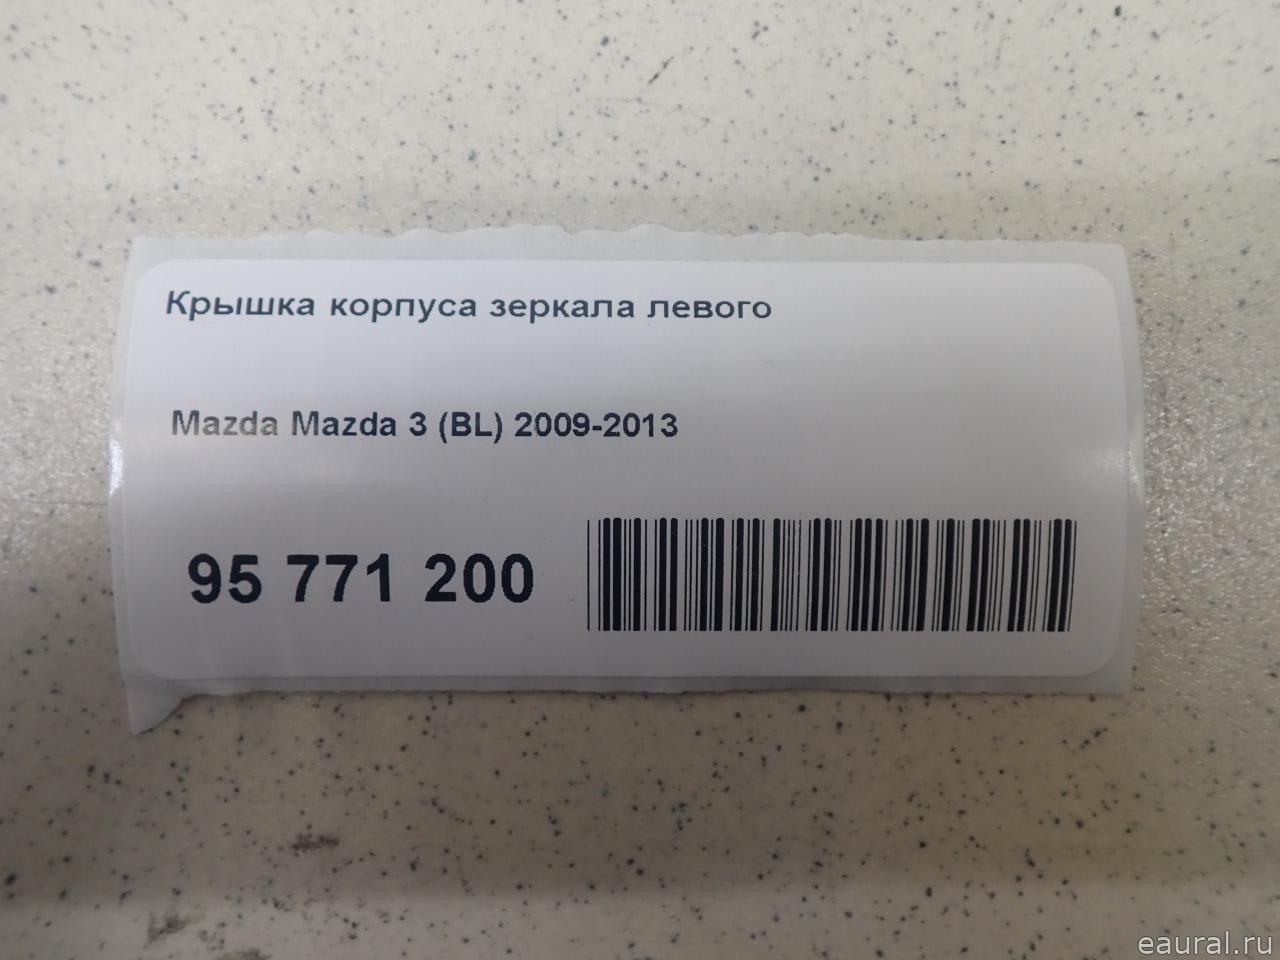 Крышка корпуса зеркала левого
Mazda Mazda 3 (BL) 2009-2013
95 771 200
eaural.ru